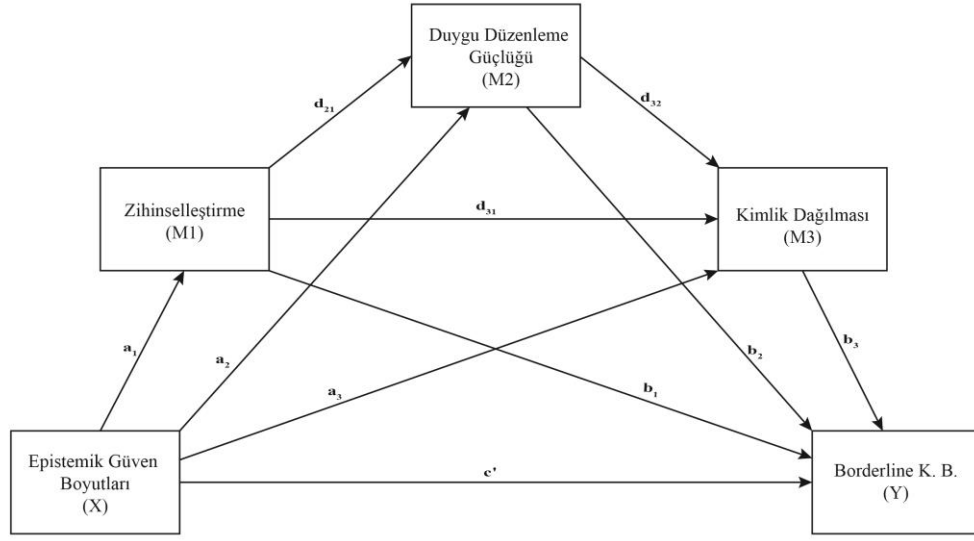 Duygu Düzenleme
Güçlüğü
(M2)
d₂₁
d₃₂
Zihinselleştirme
(M1)
d₃₁
Kimlik Dağılması
(M3)
a₁
a₂
a₃
b₁
b₂
b₃
Epistemik Güven
Boyutları
(X)
c'
Borderline K. B.
(Y)